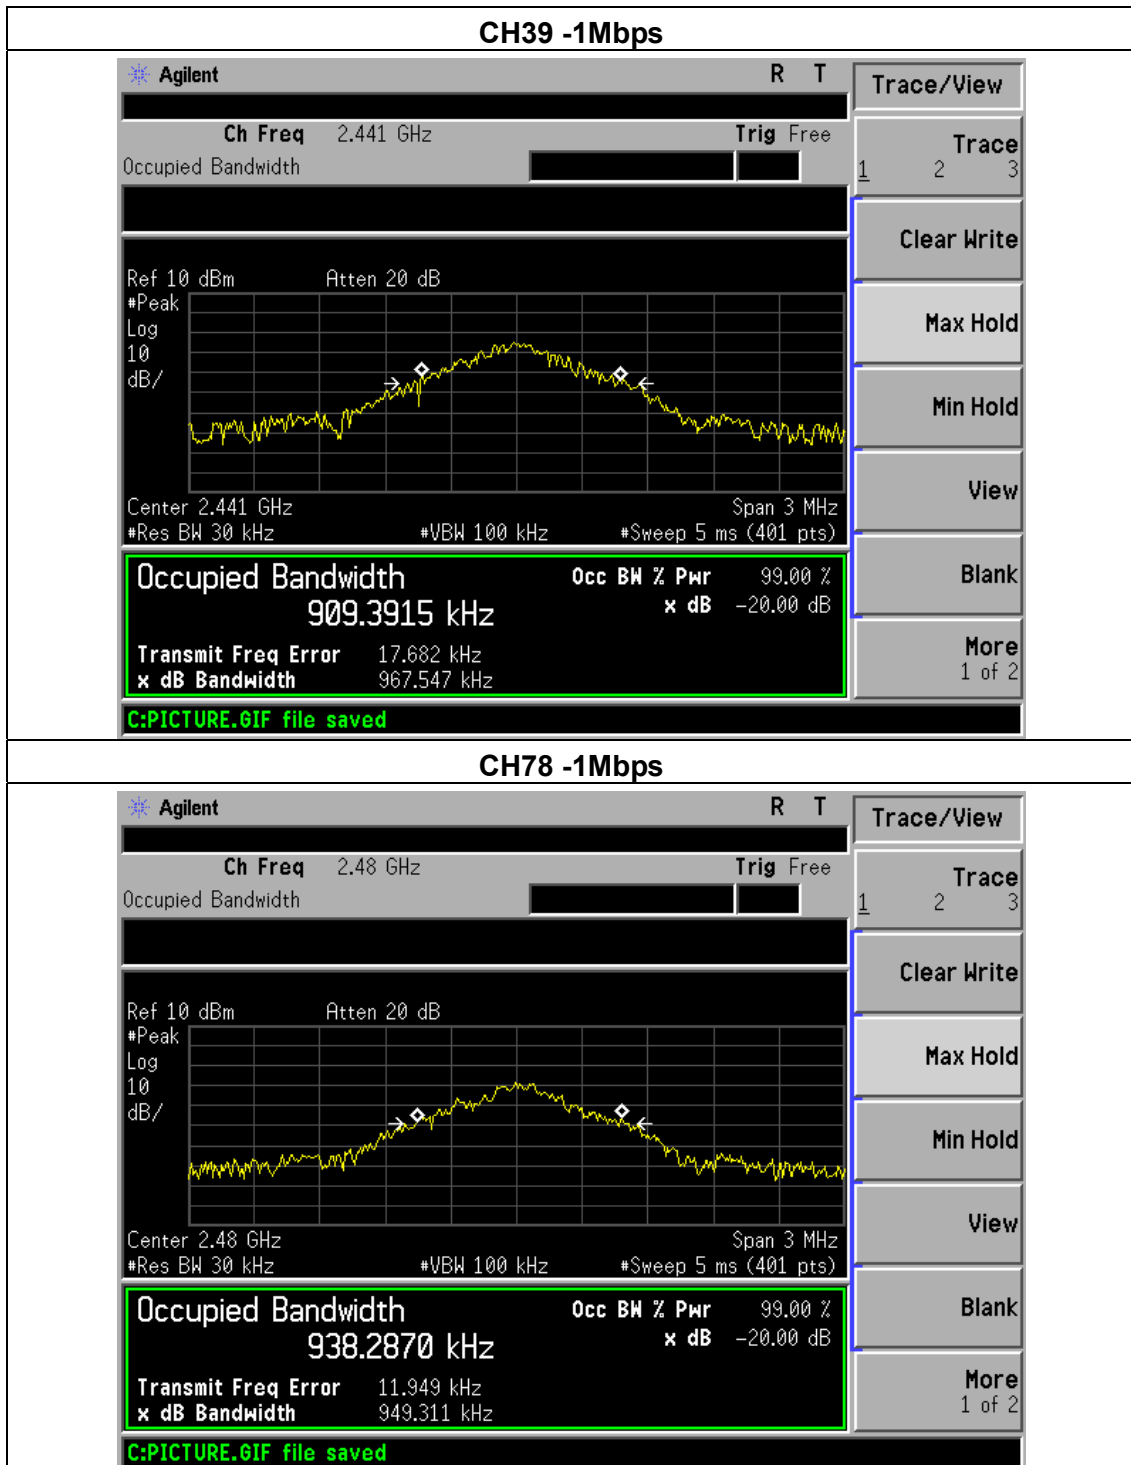 CH39 -1Mbps
Agilent R T
Trace/View
Ch Freq 2.441 GHz Trig Free
Occupied Bandwidth
Trace
1 2 3
Clear Write
Max Hold
Min Hold
View
Blank
More
1 of 2
Ref 10 dBm Atten 20 dB
#Peak
Log
10
dB/
Center 2.441 GHz Span 3 MHz
#Res BW 30 kHz #VBW 100 kHz #Sweep 5 ms (401 pts)
Occupied Bandwidth Occ BW % Pwr 99.00 %
909.3915 kHz x dB -20.00 dB
Transmit Freq Error 17.682 kHz
x dB Bandwidth 967.547 kHz
C:PICTURE.GIF file saved
CH78 -1Mbps
Agilent R T
Trace/View
Ch Freq 2.48 GHz Trig Free
Occupied Bandwidth
Trace
1 2 3
Clear Write
Max Hold
Min Hold
View
Blank
More
1 of 2
Ref 10 dBm Atten 20 dB
#Peak
Log
10
dB/
Center 2.48 GHz Span 3 MHz
#Res BW 30 kHz #VBW 100 kHz #Sweep 5 ms (401 pts)
Occupied Bandwidth Occ BW % Pwr 99.00 %
938.2870 kHz x dB -20.00 dB
Transmit Freq Error 11.949 kHz
x dB Bandwidth 949.311 kHz
C:PICTURE.GIF file saved